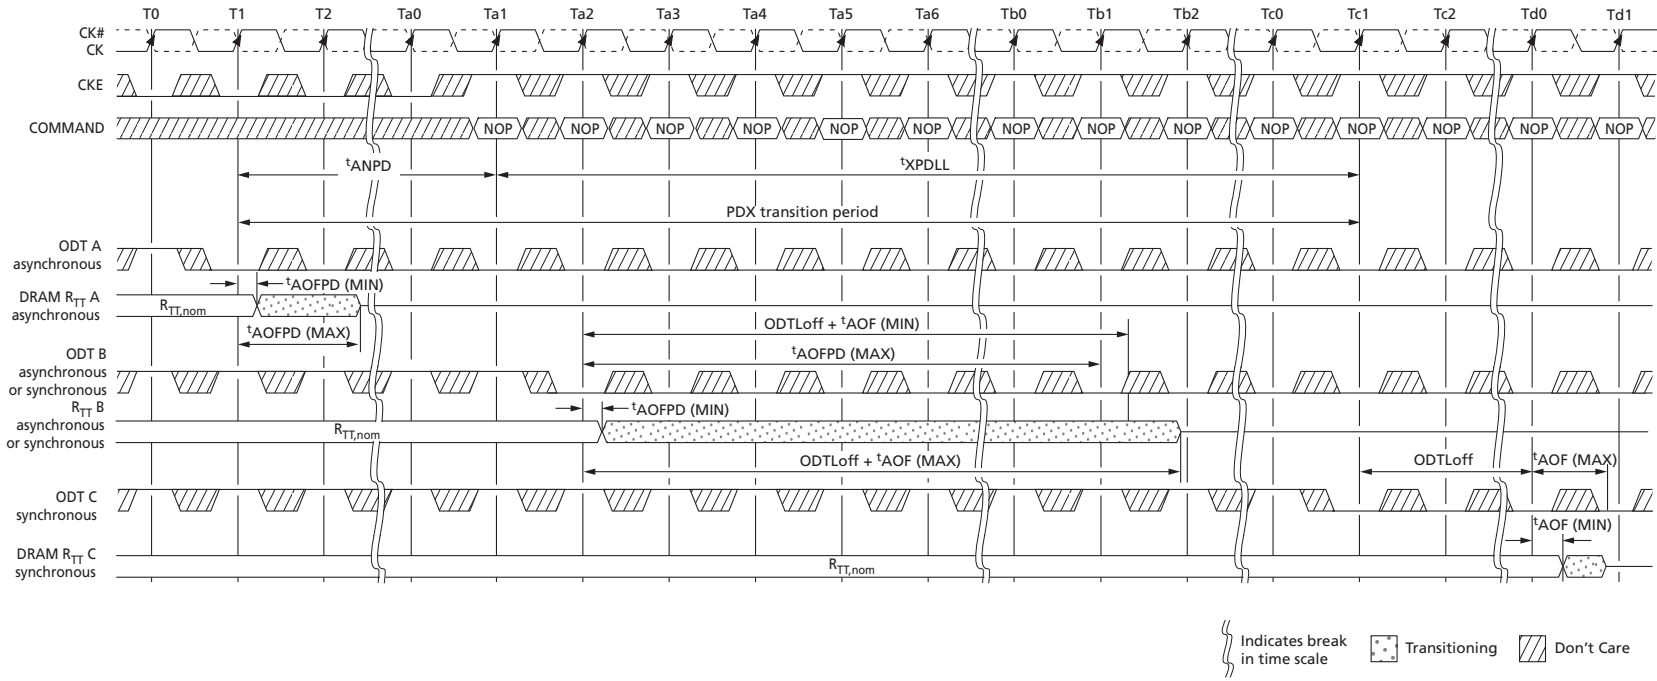 T0 T1 T2 Ta0 Ta1 Ta2 Ta3 Ta4 Ta5 Ta6 Tb0 Tb1 Tb2 Tc0 Tc1 Tc2 Td0 Td1
CK#
CK
CKE
COMMAND NOP NOP NOP NOP NOP NOP NOP NOP NOP NOP NOP NOP NOP NOP
tANPD tXPDLL
PDX transition period
ODT A
asynchronous
tAOFPD (MIN)
DRAM RTT A
asynchronous
RTT,nom
tAOFPD (MAX)
ODTLoff + tAOF (MIN)
tAOFPD (MAX)
ODT B
asynchronous
or synchronous
tAOFPD (MIN)
RTT B
asynchronous
or synchronous
RTT,nom
ODTLoff + tAOF (MAX)
ODTLoff tAOF (MAX)
ODT C
synchronous
tAOF (MIN)
DRAM RTT C
synchronous
RTT,nom
Indicates break
in time scale
Transitioning
Don't Care